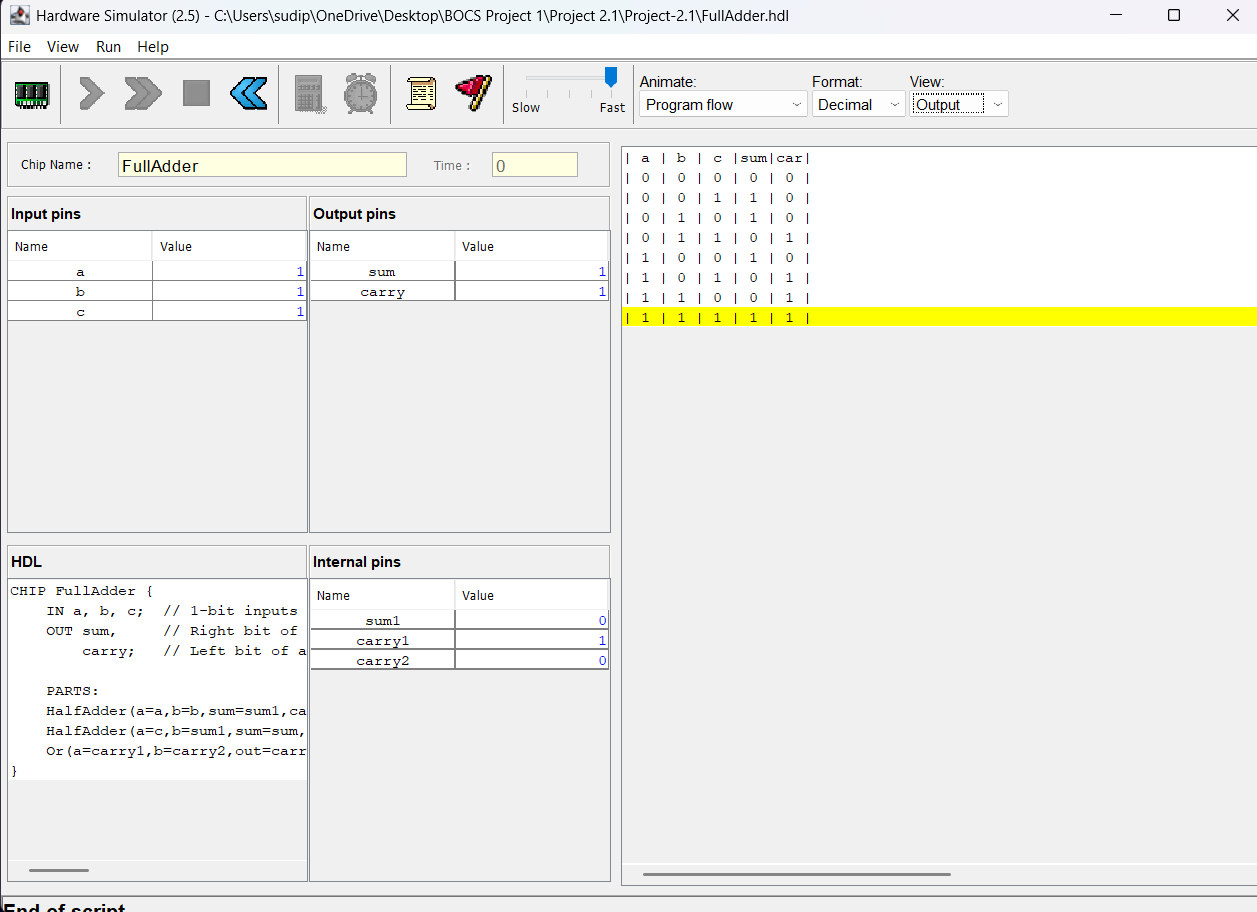 Hardware Simulator (2.5) - C:\Users\sudip\OneDrive\Desktop\BOCS Project 1\Project 2.1\Project-2.1\FullAdder.hdl
File View Run Help
Slow Fast
Animate: Format: View:
Program flow Decimal Output
Chip Name : FullAdder Time : 0
Input pins
Name Value
a 1
b 1
c 1
Output pins
Name Value
sum 1
carry 1
| a | b | c |sum|car|
| 0 | 0 | 0 | 0 | 0 |
| 0 | 0 | 1 | 1 | 0 |
| 0 | 1 | 0 | 1 | 0 |
| 0 | 1 | 1 | 0 | 1 |
| 1 | 0 | 0 | 1 | 0 |
| 1 | 0 | 1 | 0 | 1 |
| 1 | 1 | 0 | 0 | 1 |
| 1 | 1 | 1 | 1 | 1 |
HDL
CHIP FullAdder {
IN a, b, c; // 1-bit inputs
OUT sum, // Right bit of
carry; // Left bit of a
PARTS:
HalfAdder(a=a,b=b,sum=sum1,ca
HalfAdder(a=c,b=sum1,sum=sum,
Or(a=carry1,b=carry2,out=carr
}
Internal pins
Name Value
sum1 0
carry1 1
carry2 0
End of script